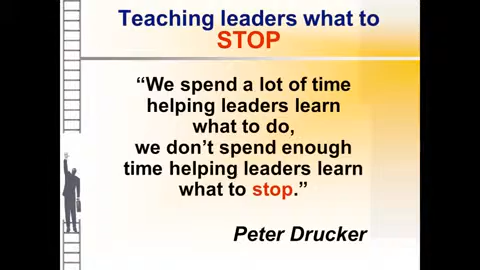 Teaching leaders what to
STOP
“We spend a lot of time
helping leaders learn
what to do,
we don’t spend enough
time helping leaders learn
what to stop.”
Peter Drucker